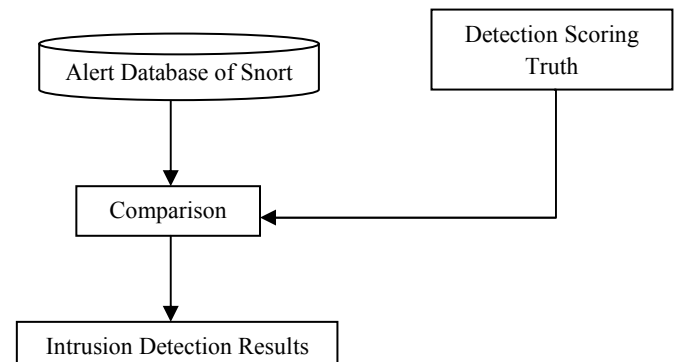 Alert Database of Snort
Detection Scoring
Truth
Comparison
Intrusion Detection Results